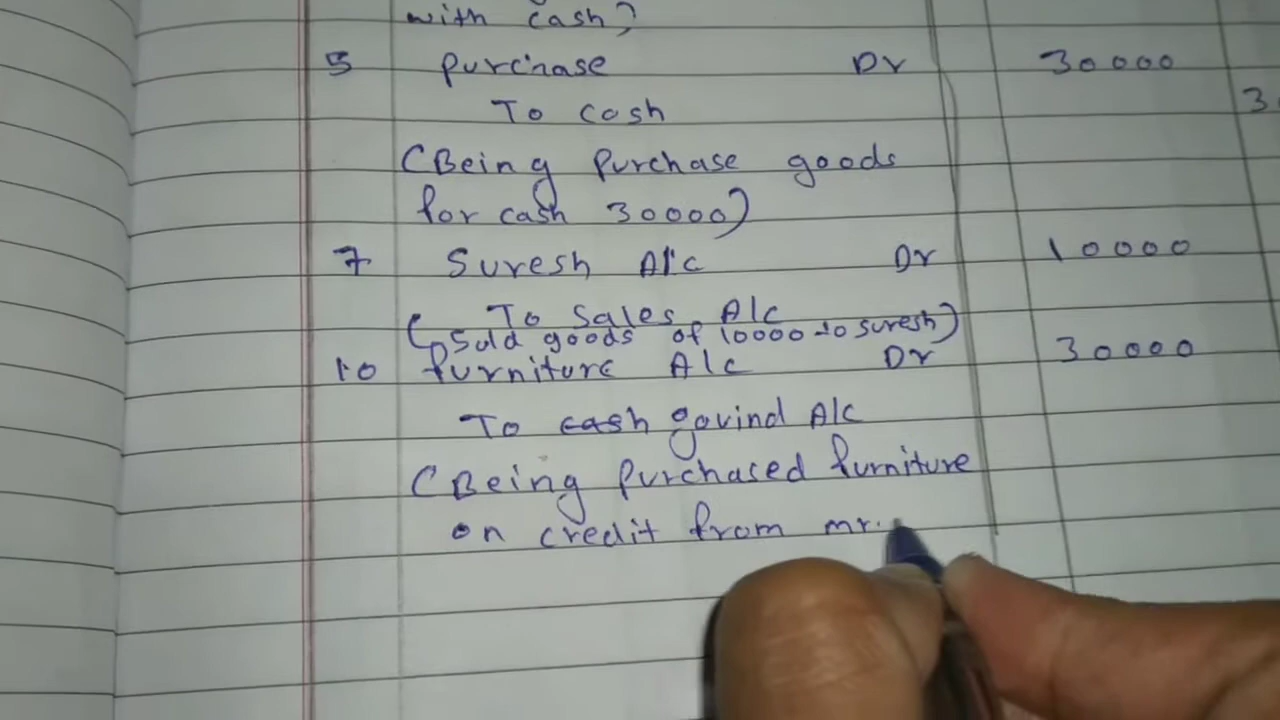 with cash)
5 purchase Dr 30000
To cash 3
(Being Purchase goods
for cash 30000)
7 Suresh A/c Dr 10000
To Sales A/c
(Sold goods of 10000 to suresh)
10 furniture A/c Dr 30000
To cash govind A/c
(Being purchased furniture
on credit from mr.